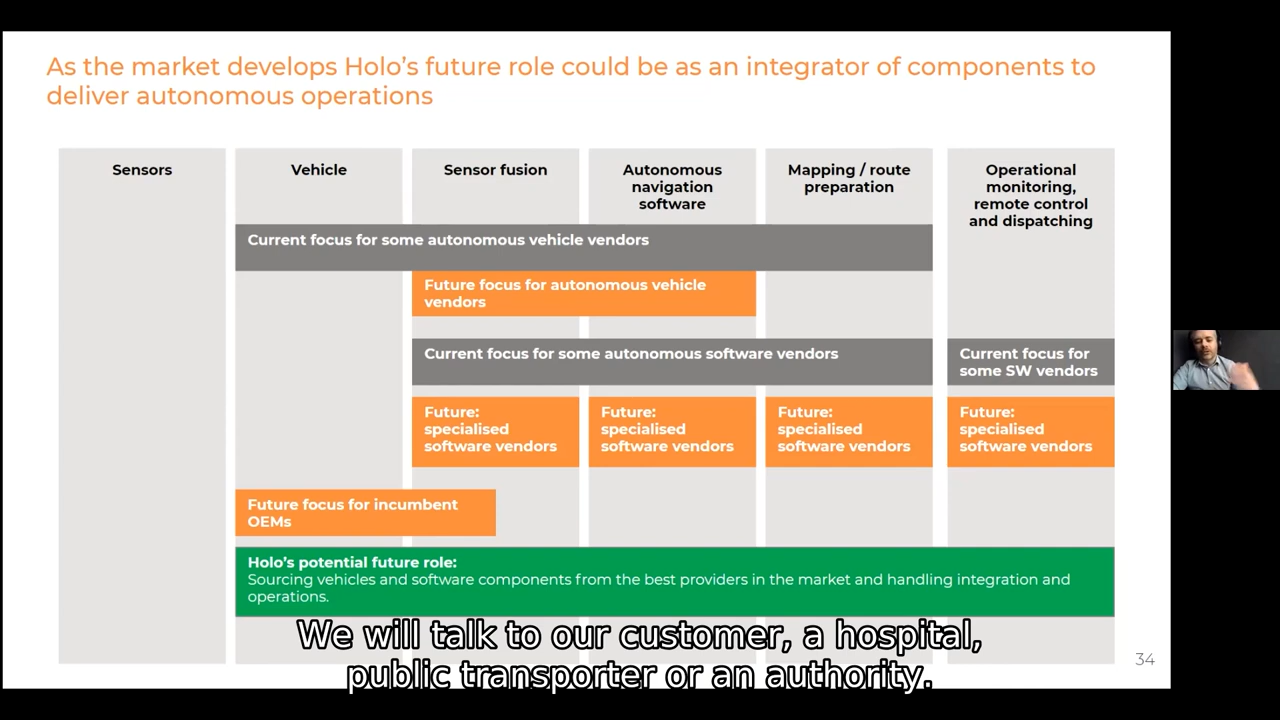 As the market develops Holo's future role could be as an integrator of components to
deliver autonomous operations
Sensors
Vehicle
Sensor fusion
Autonomous
navigation
software
Mapping / route
preparation
Operational
monitoring,
remote control
and dispatching
Current focus for some autonomous vehicle vendors
Future focus for autonomous vehicle
vendors
Current focus for some autonomous software vendors
Current focus for
some SW vendors
Future:
specialised
software vendors
Future:
specialised
software vendors
Future:
specialised
software vendors
Future:
specialised
software vendors
Future focus for incumbent
OEMs
Holo's potential future role:
Sourcing vehicles and software components from the best providers in the market and handling integration and
operations.
We will talk to our customer, a hospital,
public transporter or an authority.
34